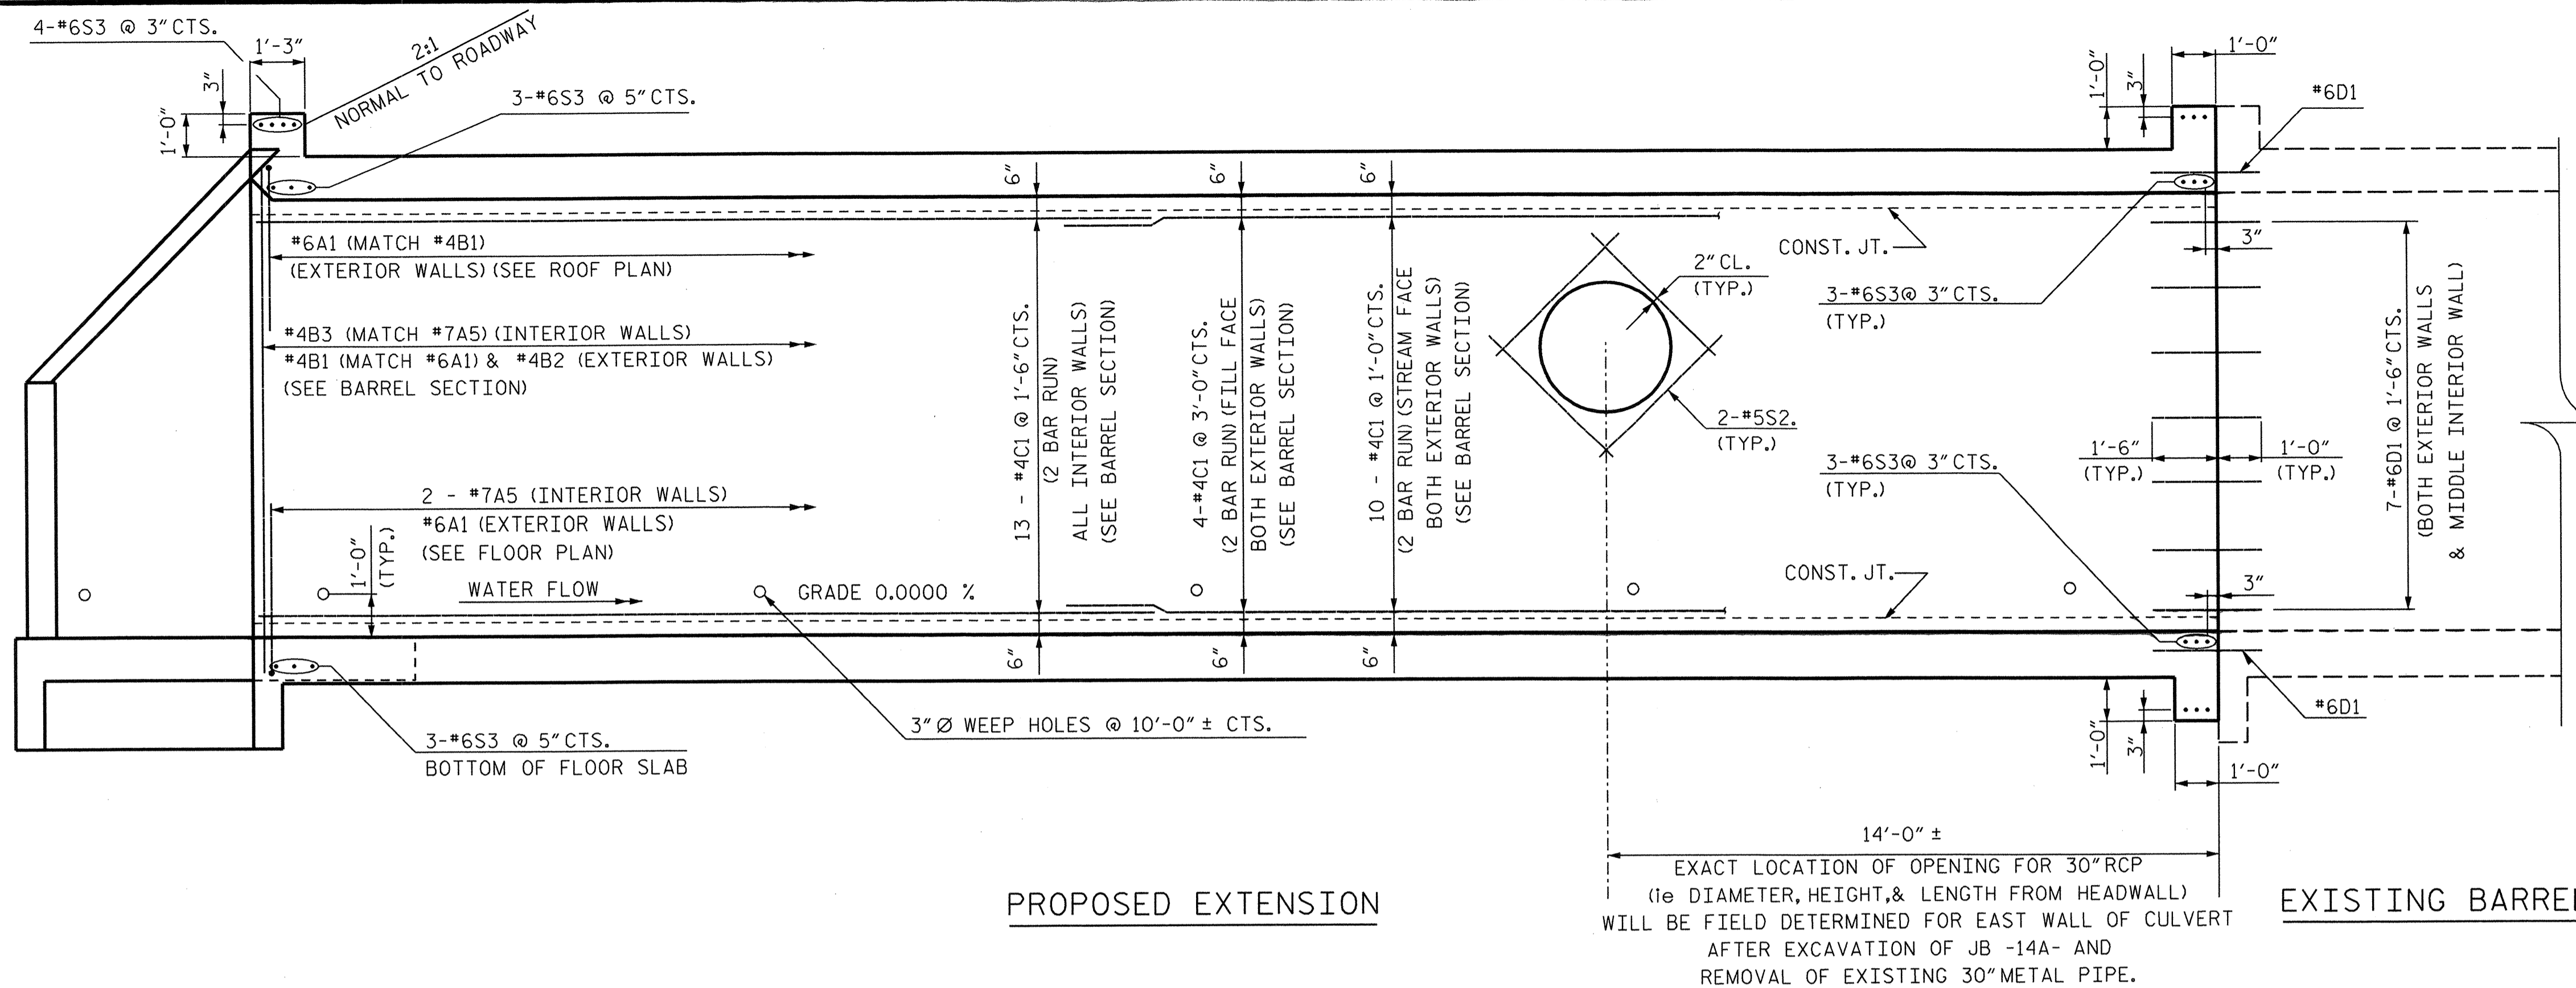 4-#6S3 @ 3" CTS.
1'-3"
2:1
NORMAL TO ROADWAY
3"
1'-0"
3-#6S3 @ 5" CTS.
1'-0"
1'-0"
3"
#6D1
6"
6"
6"
#6A1 (MATCH #4B1)
(EXTERIOR WALLS) (SEE ROOF PLAN)
#4B3 (MATCH #7A5) (INTERIOR WALLS)
#4B1 (MATCH #6A1) & #4B2 (EXTERIOR WALLS)
(SEE BARREL SECTION)
2 - #7A5 (INTERIOR WALLS)
#6A1 (EXTERIOR WALLS)
(SEE FLOOR PLAN)
1'-0"
(TYP.)
WATER FLOW
GRADE 0.0000 %
13 - #4C1 @ 1'-6" CTS.
(2 BAR RUN)
ALL INTERIOR WALLS)
(SEE BARREL SECTION)
4-#4C1 @ 3'-0" CTS.
(2 BAR RUN) (FILL FACE
BOTH EXTERIOR WALLS)
(SEE BARREL SECTION)
10 - #4C1 @ 1'-0" CTS.
(2 BAR RUN) (STREAM FACE
BOTH EXTERIOR WALLS)
(SEE BARREL SECTION)
2" CL.
(TYP.)
2-#5S2.
(TYP.)
CONST. JT.
3-#6S3@ 3" CTS.
(TYP.)
3"
3-#6S3@ 3" CTS.
(TYP.)
1'-6"
(TYP.)
1'-0"
(TYP.)
7-#6D1 @ 1'-6" CTS.
(BOTH EXTERIOR WALLS
& MIDDLE INTERIOR WALL)
CONST. JT.
3"
6"
6"
6"
3-#6S3 @ 5" CTS.
BOTTOM OF FLOOR SLAB
3" Ø WEEP HOLES @ 10'-0" ± CTS.
#6D1
1'-0"
3"
1'-0"
14'-0" ±
EXACT LOCATION OF OPENING FOR 30" RCP
(ie DIAMETER, HEIGHT,& LENGTH FROM HEADWALL)
WILL BE FIELD DETERMINED FOR EAST WALL OF CULVERT
AFTER EXCAVATION OF JB -14A- AND
REMOVAL OF EXISTING 30" METAL PIPE.
PROPOSED EXTENSION
EXISTING BARREL